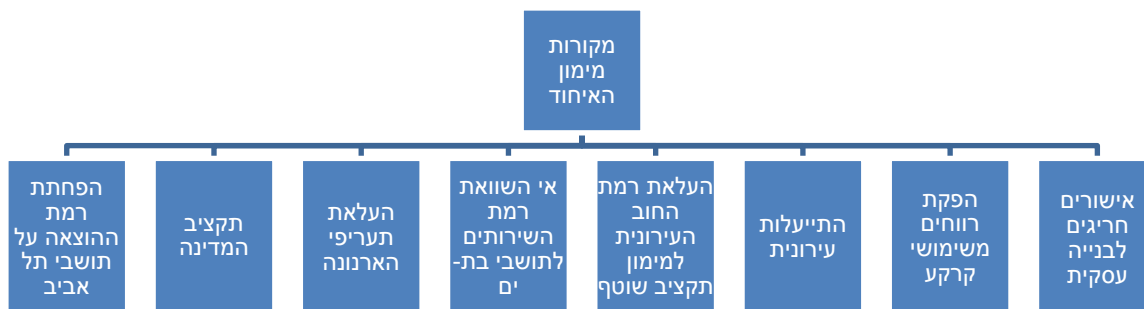 מקורות
מימון
האיחוד
אישורים
חריגים
לבנייה
עסקית
הפקת
רווחים
משימושי
קרקע
התייעלות
עירונית
העלאת רמת
החוב
העירונית
למימון
תקציב שוטף
אי השוואת
רמת
השירותים
לתושבי בת-
ים
העלאת
תעריפי
הארנונה
תקציב
המדינה
הפחתת
רמת
ההוצאה על
תושבי תל
אביב